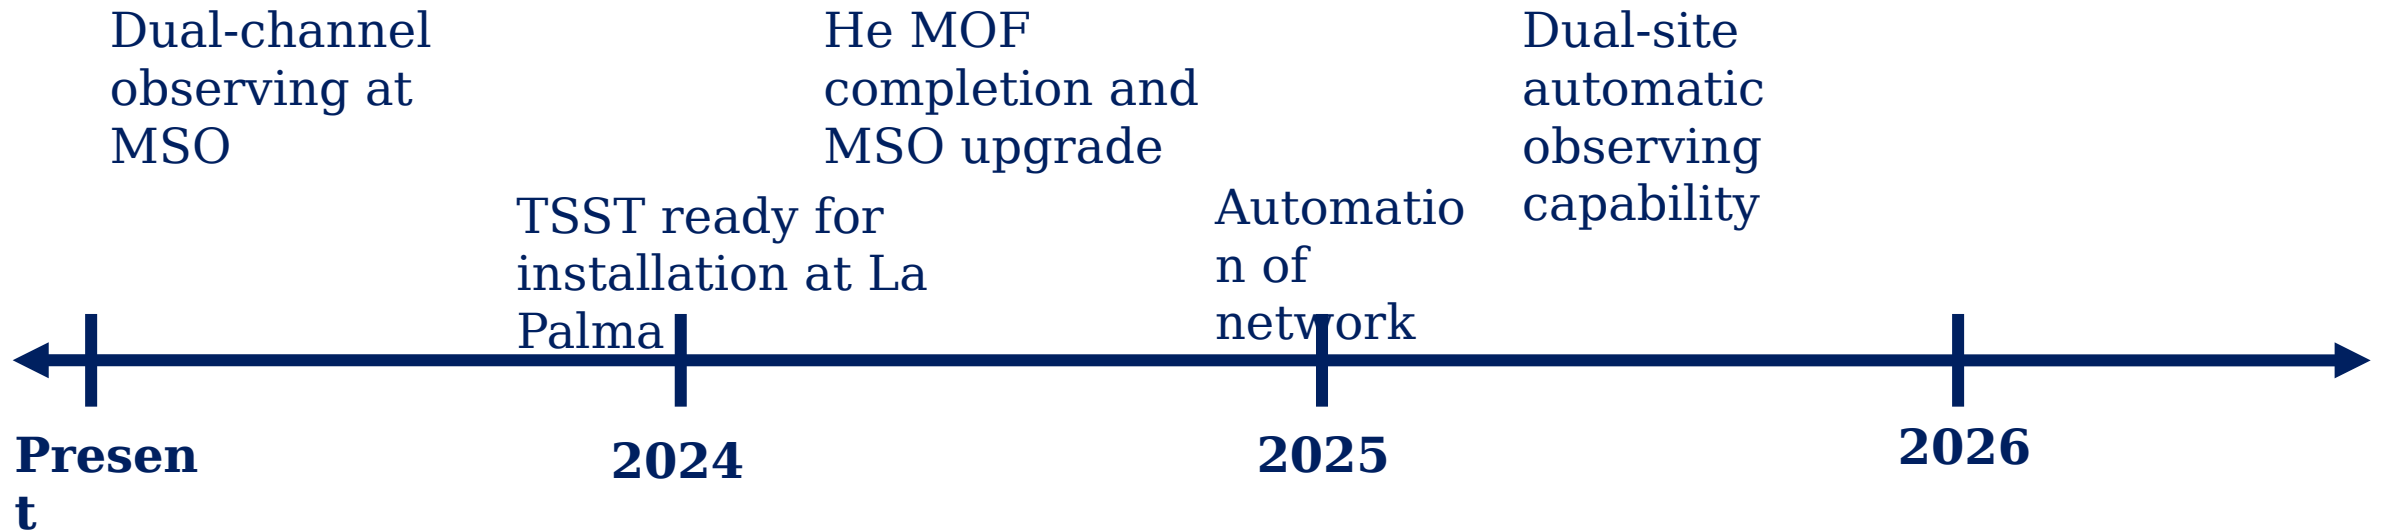 Dual-channel
observing at
MSO
TSST ready for
installation at La
Palma
He MOF
completion and
MSO upgrade
Automatio
n of
network
Dual-site
automatic
observing
capability
Presen
t
2024
2025
2026